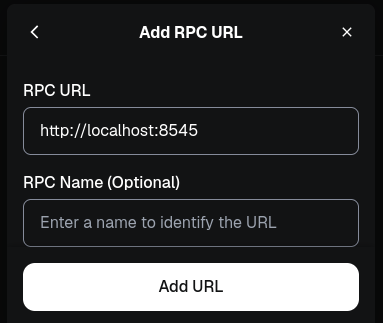 Add RPC URL
RPC URL
http://localhost:8545
RPC Name (Optional)
Enter a name to identify the URL
Add URL